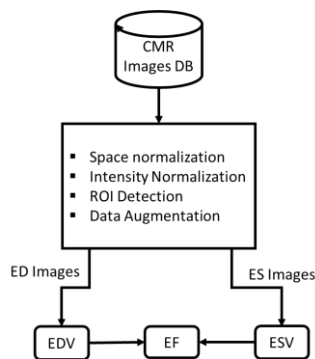 CMR
Images DB
▪ Space normalization
▪ Intensity Normalization
▪ ROI Detection
▪ Data Augmentation
ED Images
ES Images
EDV
EF
ESV